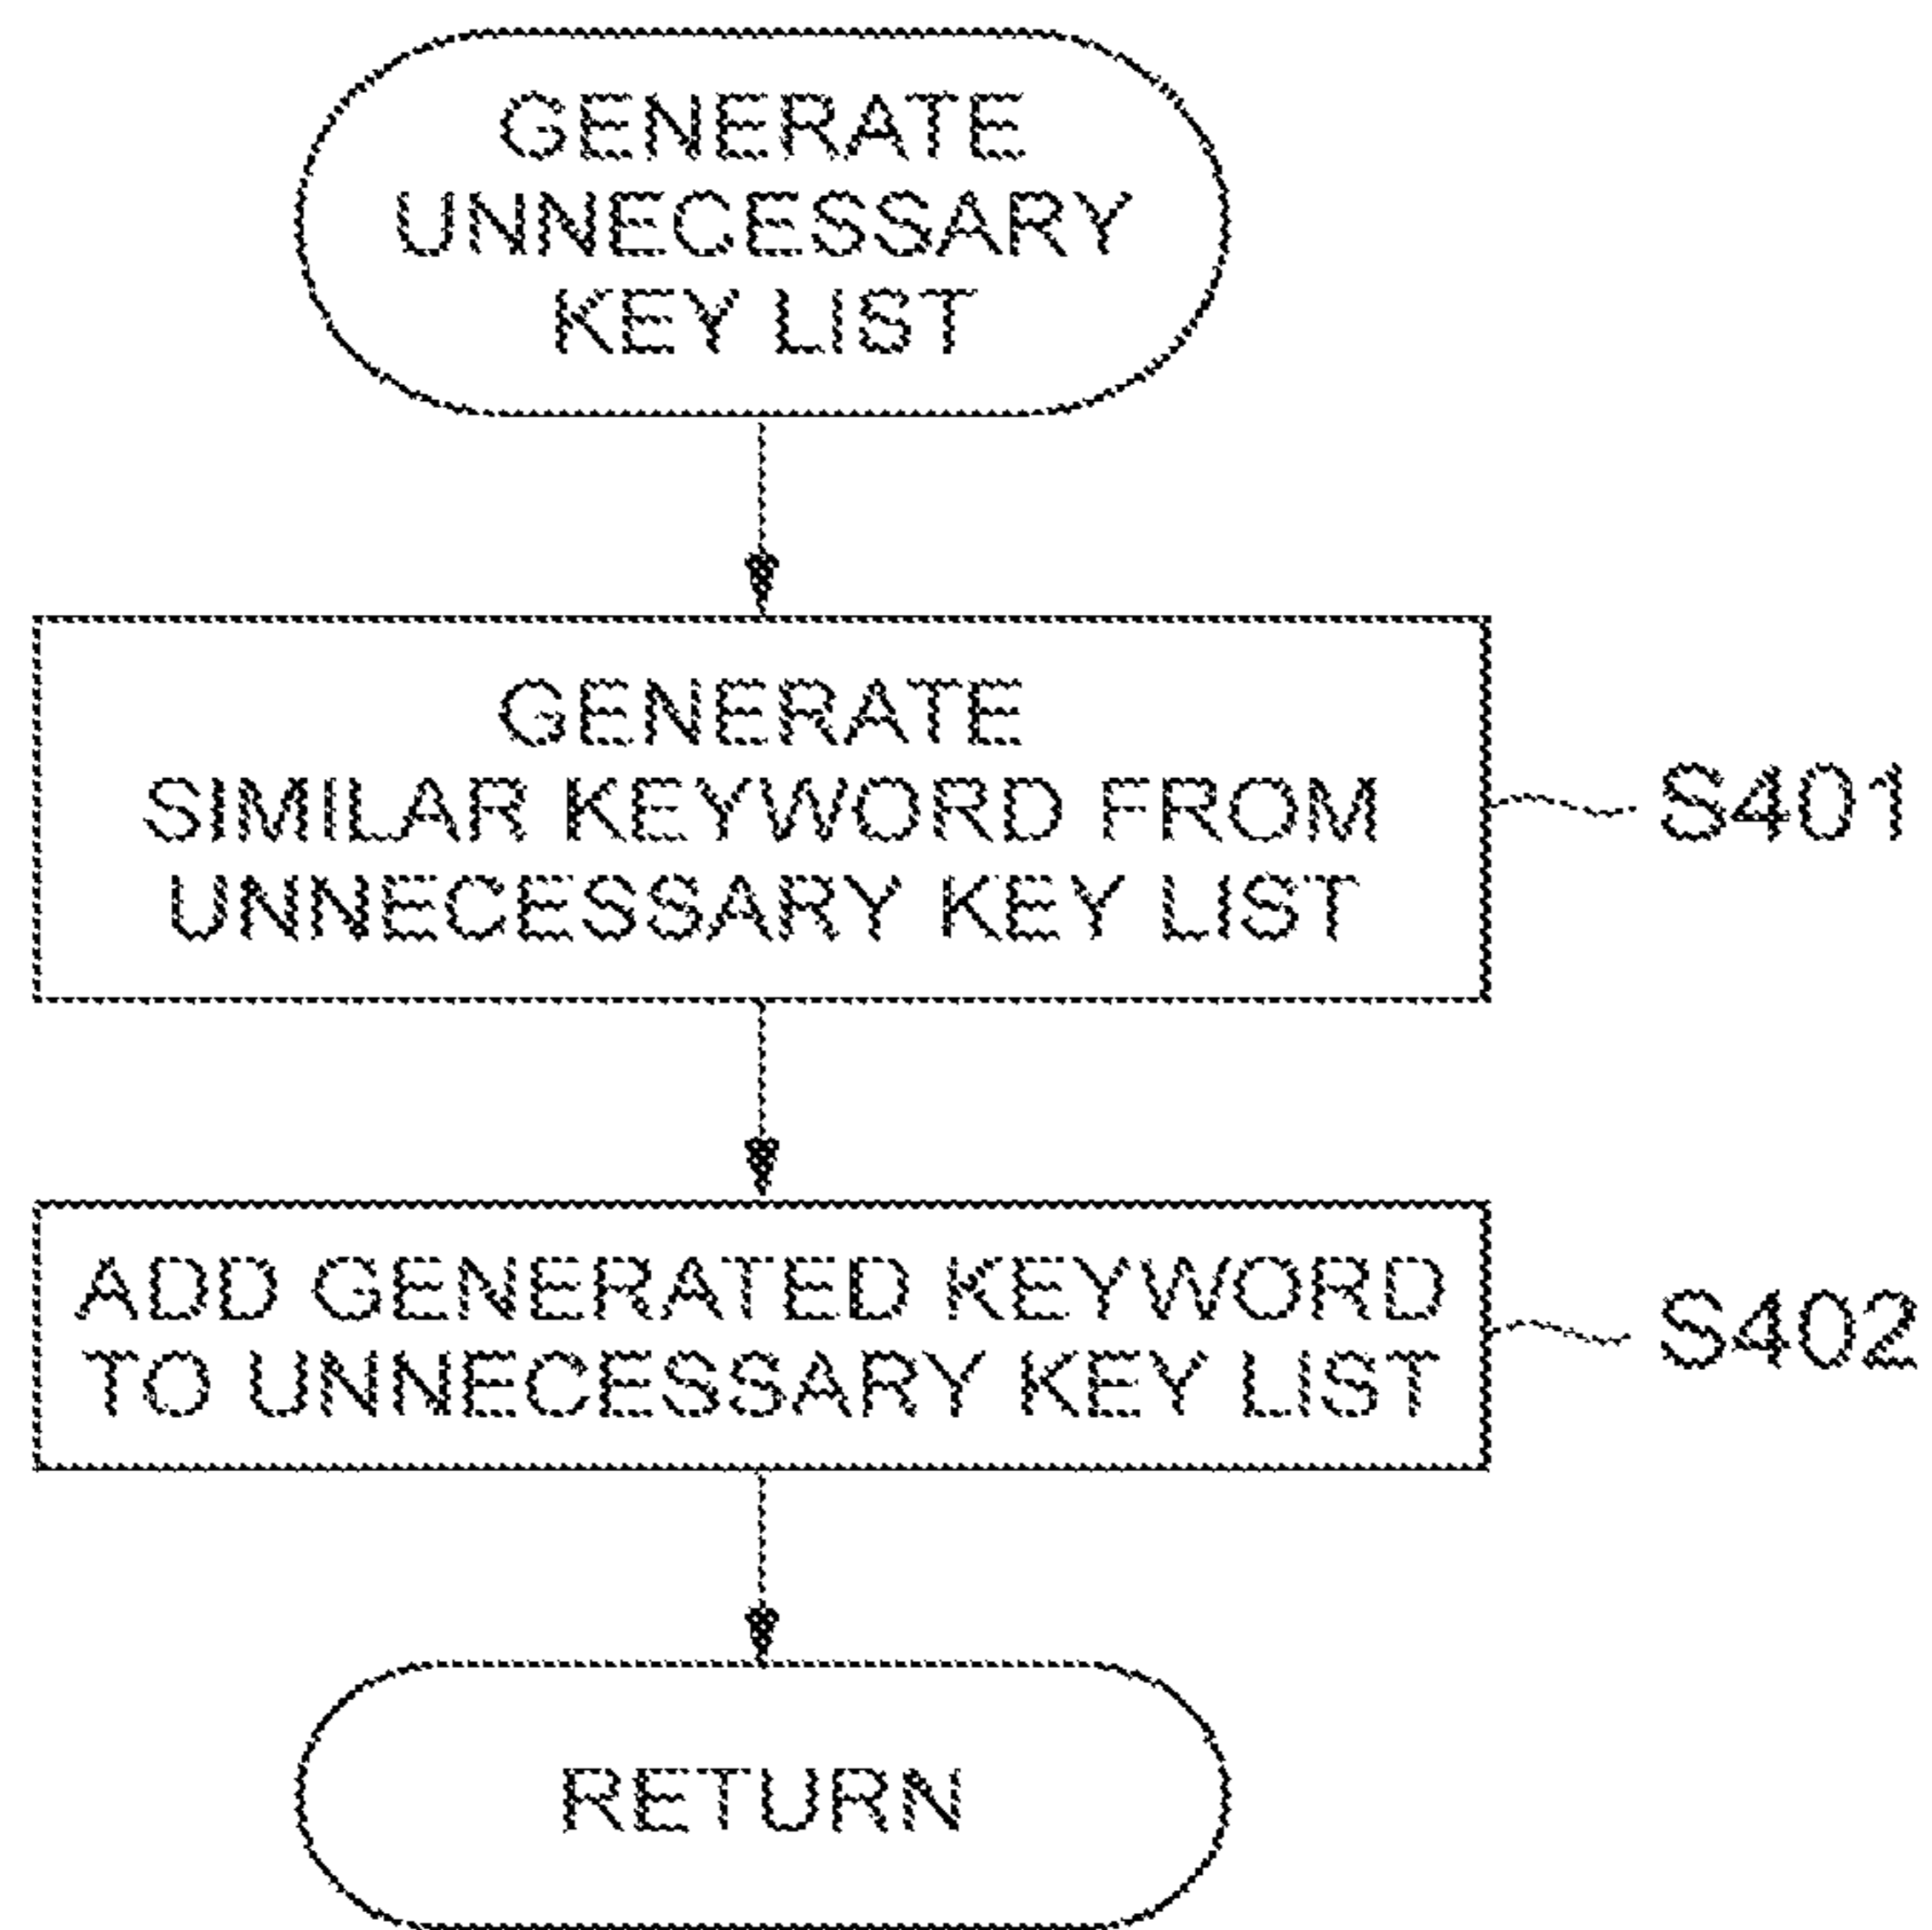 GENERATE
UNNECESSARY
KEY LIST
GENERATE
SIMILAR KEYWORD FROM
UNNECESSARY KEY LIST
S401
ADD GENERATED KEYWORD
TO UNNECESSARY KEY LIST
S402
RETURN